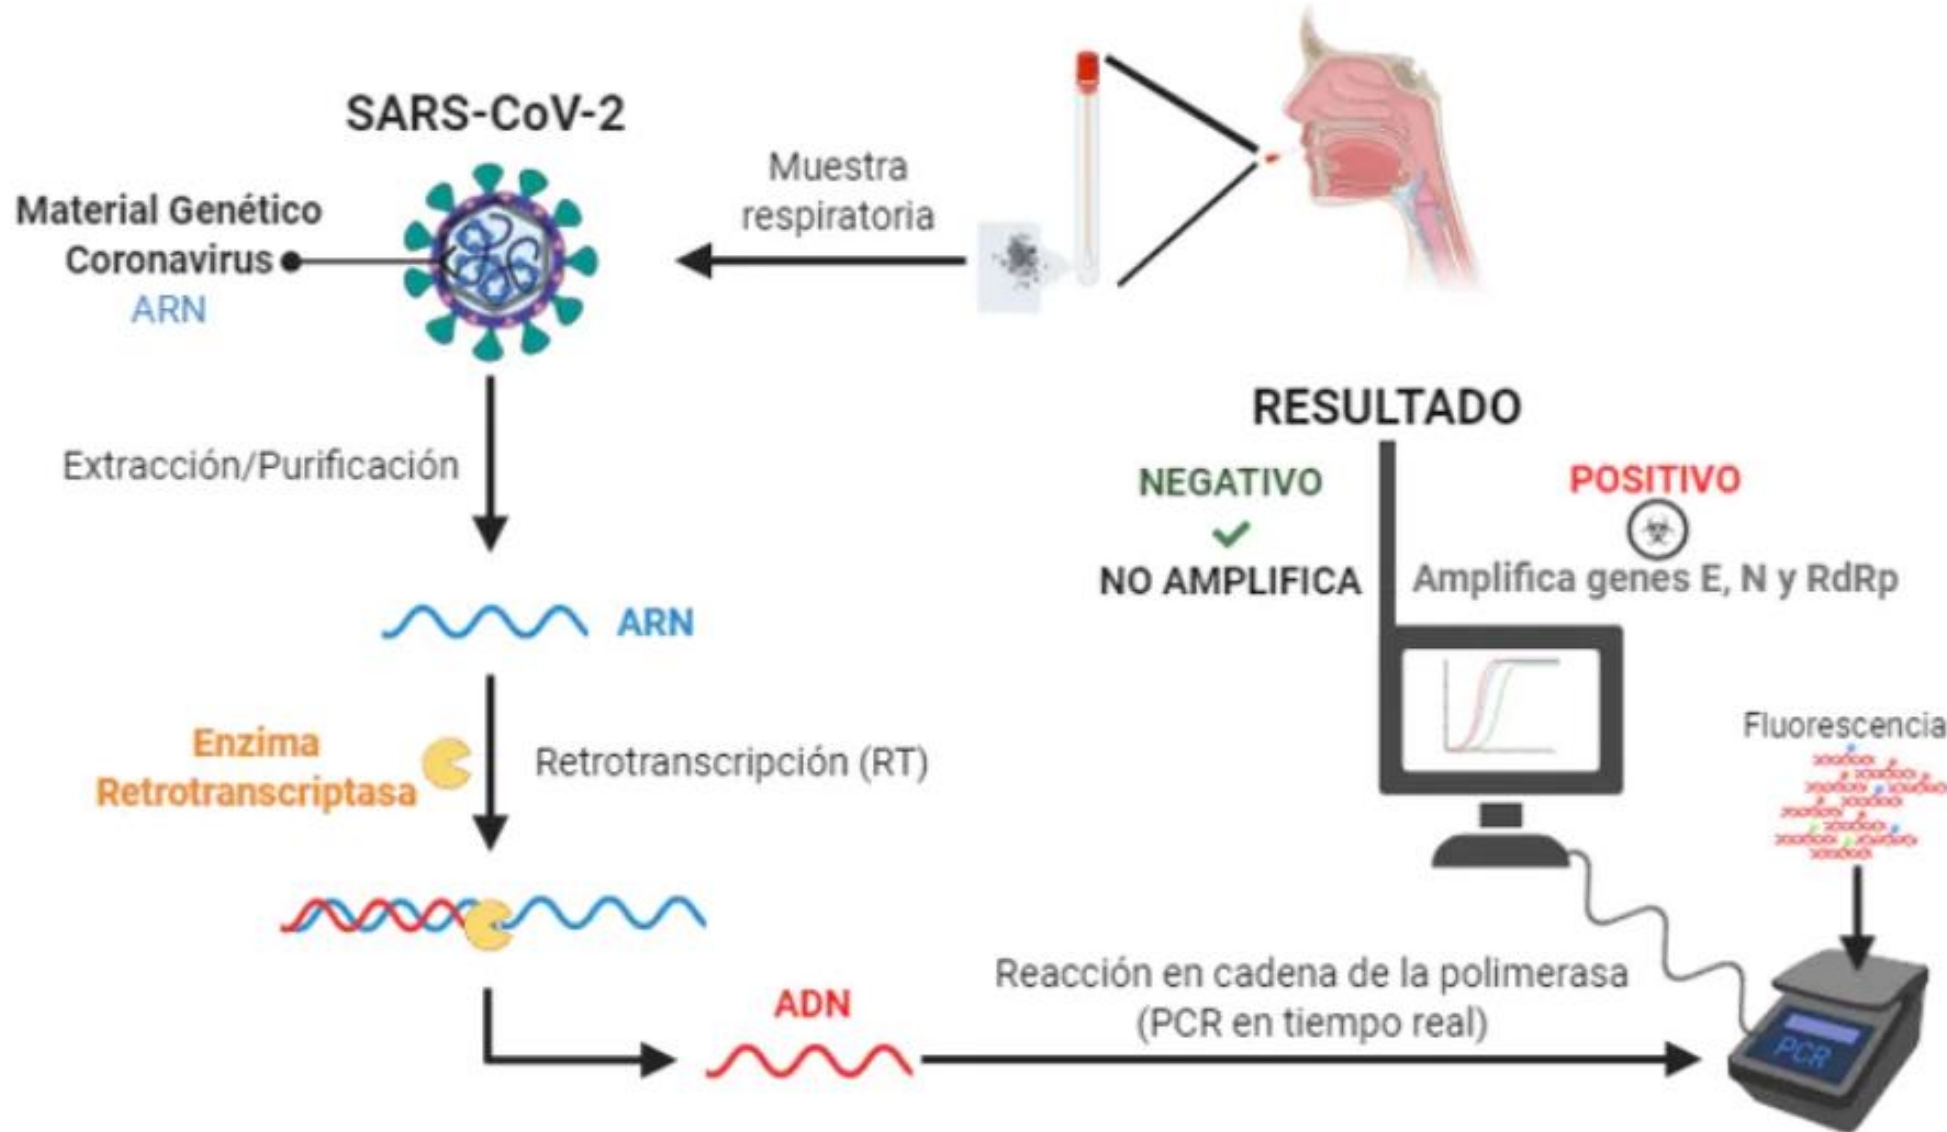 SARS-CoV-2
Muestra
respiratoria
Material Genético
Coronavirus
ARN
Extracción/Purificación
ARN
Enzima
Retrotranscriptasa
Retrotranscripción (RT)
ADN
Reacción en cadena de la polimerasa
(PCR en tiempo real)
PCR
Fluorescencia
RESULTADO
NEGATIVO
NO AMPLIFICA
POSITIVO
Amplifica genes E, N y RdRp